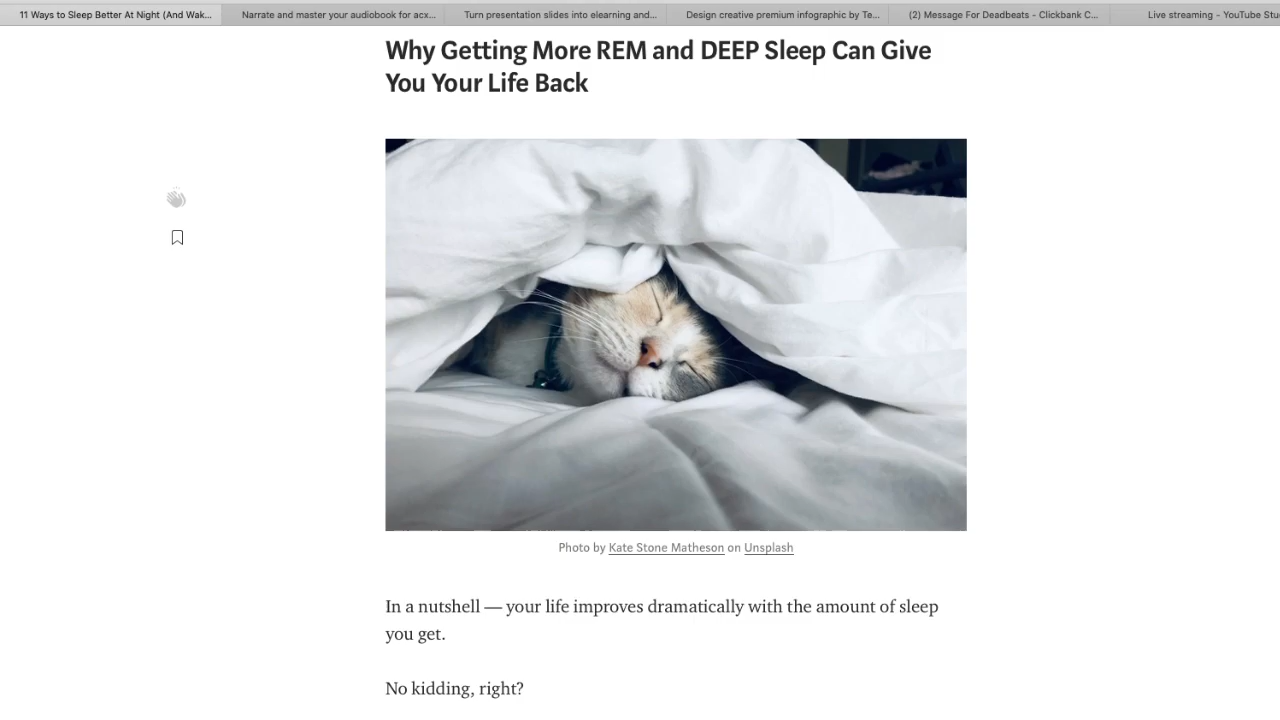 11 Ways to Sleep Better At Night (And Wak...
Narrate and master your audiobook for acx...
Turn presentation slides into elearning and...
Design creative premium infographic by Te...
(2) Message For Deadbeats - Clickbank C...
Live streaming - YouTube Stu
Why Getting More REM and DEEP Sleep Can Give
You Your Life Back
Photo by Kate Stone Matheson on Unsplash
In a nutshell — your life improves dramatically with the amount of sleep
you get.
No kidding, right?